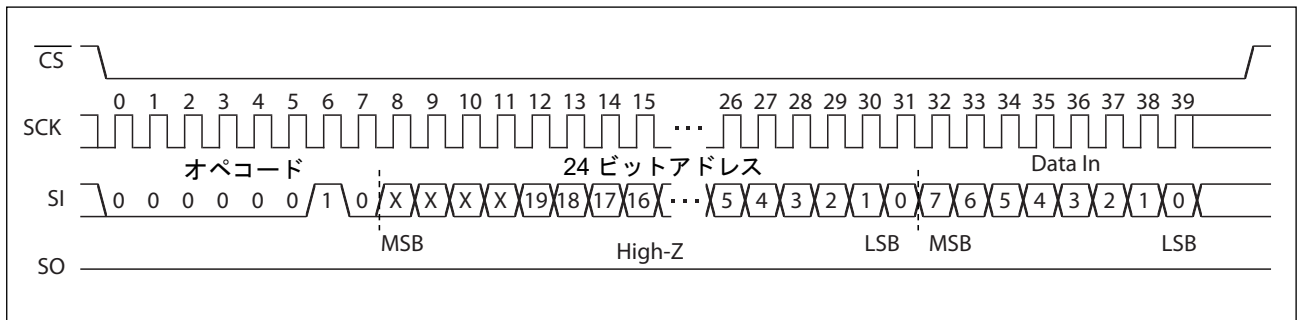 CS
0 1 2 3 4 5 6 7 8 9 10 11 12 13 14 15 26 27 28 29 30 31 32 33 34 35 36 37 38 39
SCK ...
オペコード 24 ビットアドレス Data In
SI 0 0 0 0 0 0 1 0 X X X X 19 18 17 16 ... 5 4 3 2 1 0 7 6 5 4 3 2 1 0
MSB High-Z LSB MSB LSB
SO